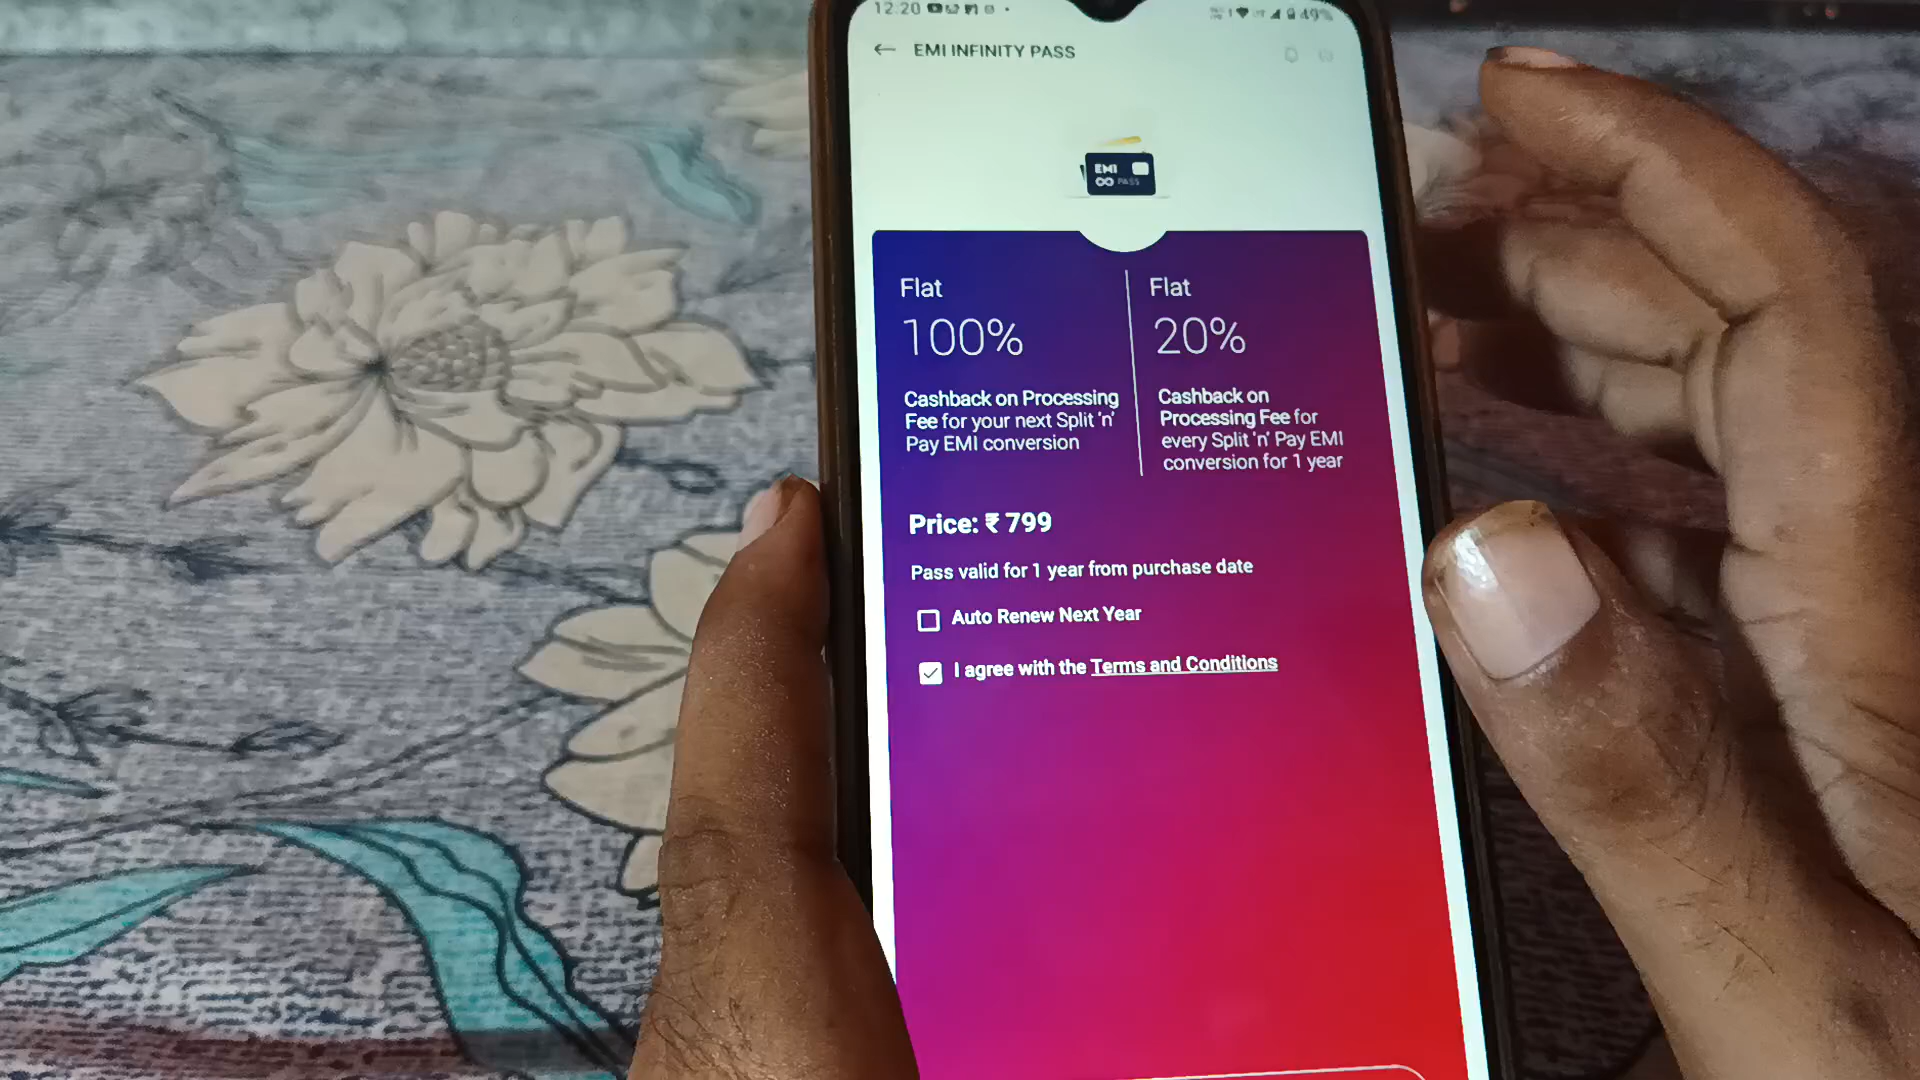 12:20
49%
EMI INFINITY PASS
EMI
PASS
Flat
100%
Cashback on Processing
Fee for your next Split 'n'
Pay EMI conversion
Flat
20%
Cashback on
Processing Fee for
every Split 'n' Pay EMI
conversion for 1 year
Price: ₹ 799
Pass valid for 1 year from purchase date
Auto Renew Next Year
I agree with the Terms and Conditions